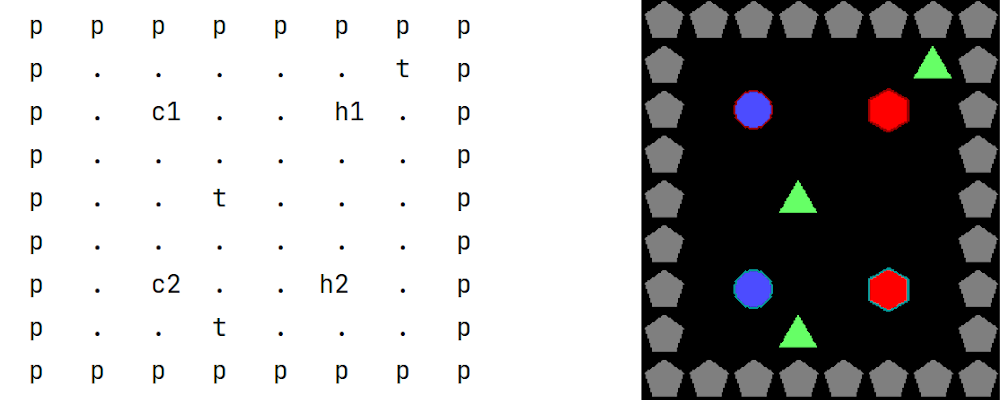 p p p p p p p p
p . . . . . t p
p . c1 . . h1 . p
p . . . . . . p
p . . t . . . p
p . . . . . . p
p . c2 . . h2 . p
p . . t . . . p
p p p p p p p p